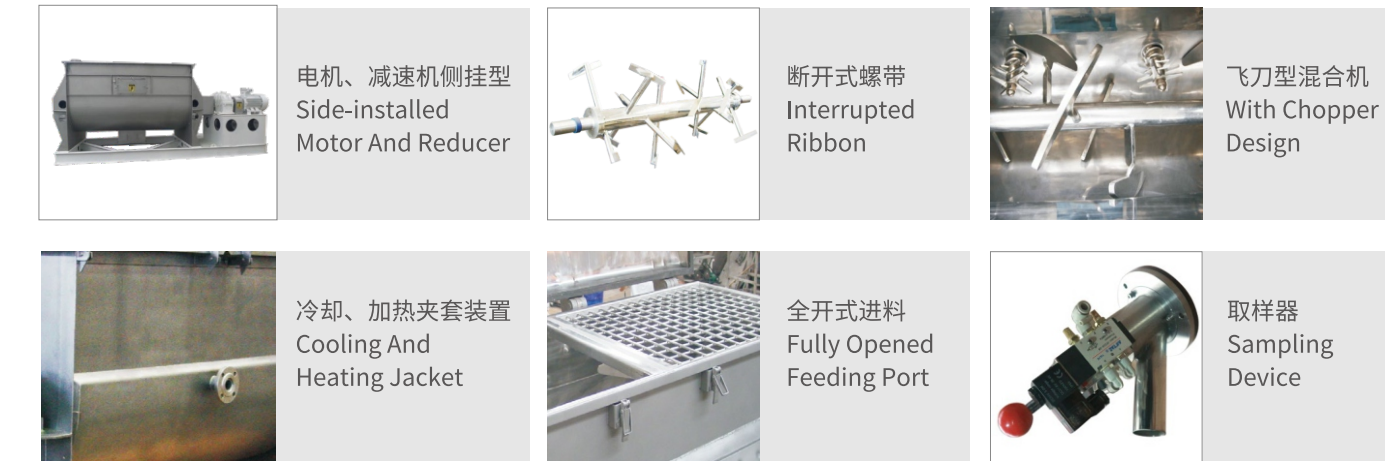 电机、减速机侧挂型
Side-installed
Motor And Reducer
断开式螺带
Interrupted
Ribbon
飞刀型混合机
With Chopper
Design
冷却、加热夹套装置
Cooling And
Heating Jacket
全开式进料
Fully Opened
Feeding Port
取样器
Sampling
Device